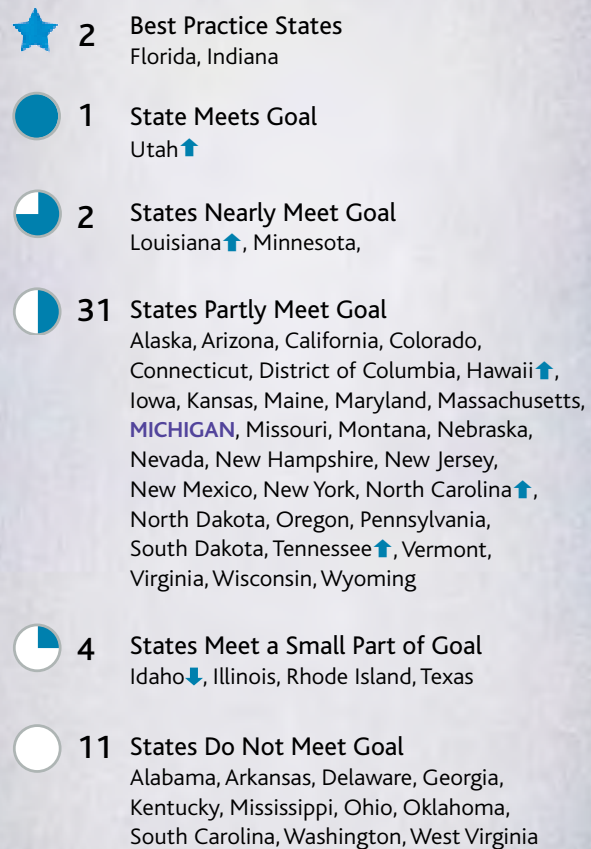 2 Best Practice States
Florida, Indiana
1 State Meets Goal
Utah⬆
2 States Nearly Meet Goal
Louisiana⬆, Minnesota,
31 States Partly Meet Goal
Alaska, Arizona, California, Colorado,
Connecticut, District of Columbia, Hawaii⬆,
Iowa, Kansas, Maine, Maryland, Massachusetts,
MICHIGAN, Missouri, Montana, Nebraska,
Nevada, New Hampshire, New Jersey,
New Mexico, New York, North Carolina⬆,
North Dakota, Oregon, Pennsylvania,
South Dakota, Tennessee⬆, Vermont,
Virginia, Wisconsin, Wyoming
4 States Meet a Small Part of Goal
Idaho⬇, Illinois, Rhode Island, Texas
11 States Do Not Meet Goal
Alabama, Arkansas, Delaware, Georgia,
Kentucky, Mississippi, Ohio, Oklahoma,
South Carolina, Washington, West Virginia